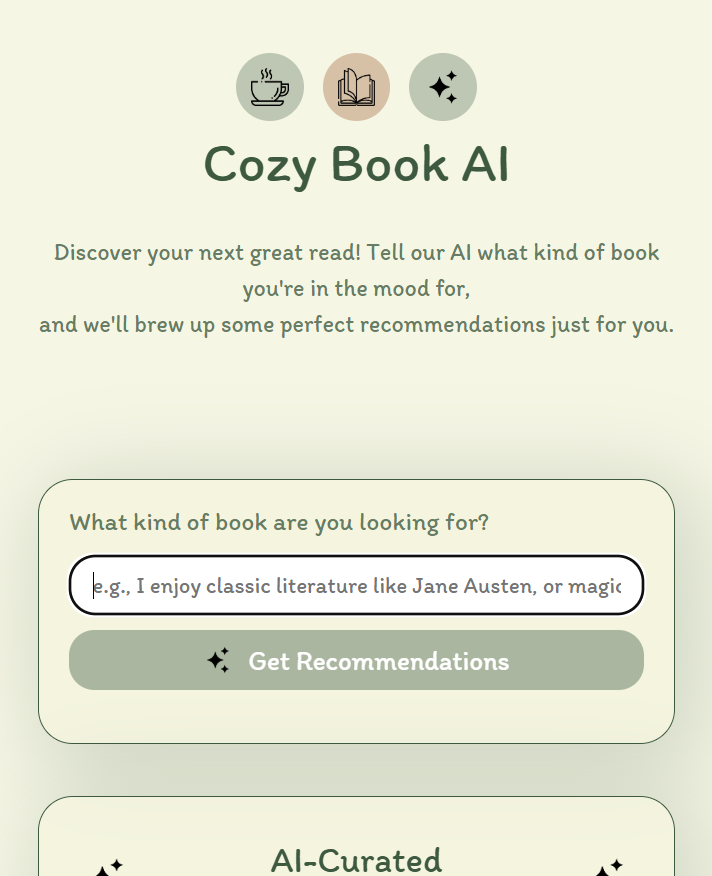 Cozy Book AI
Discover your next great read! Tell our AI what kind of book
you're in the mood for,
and we'll brew up some perfect recommendations just for you.
What kind of book are you looking for?
e.g., I enjoy classic literature like Jane Austen, or magic
Get Recommendations
AI-Curated